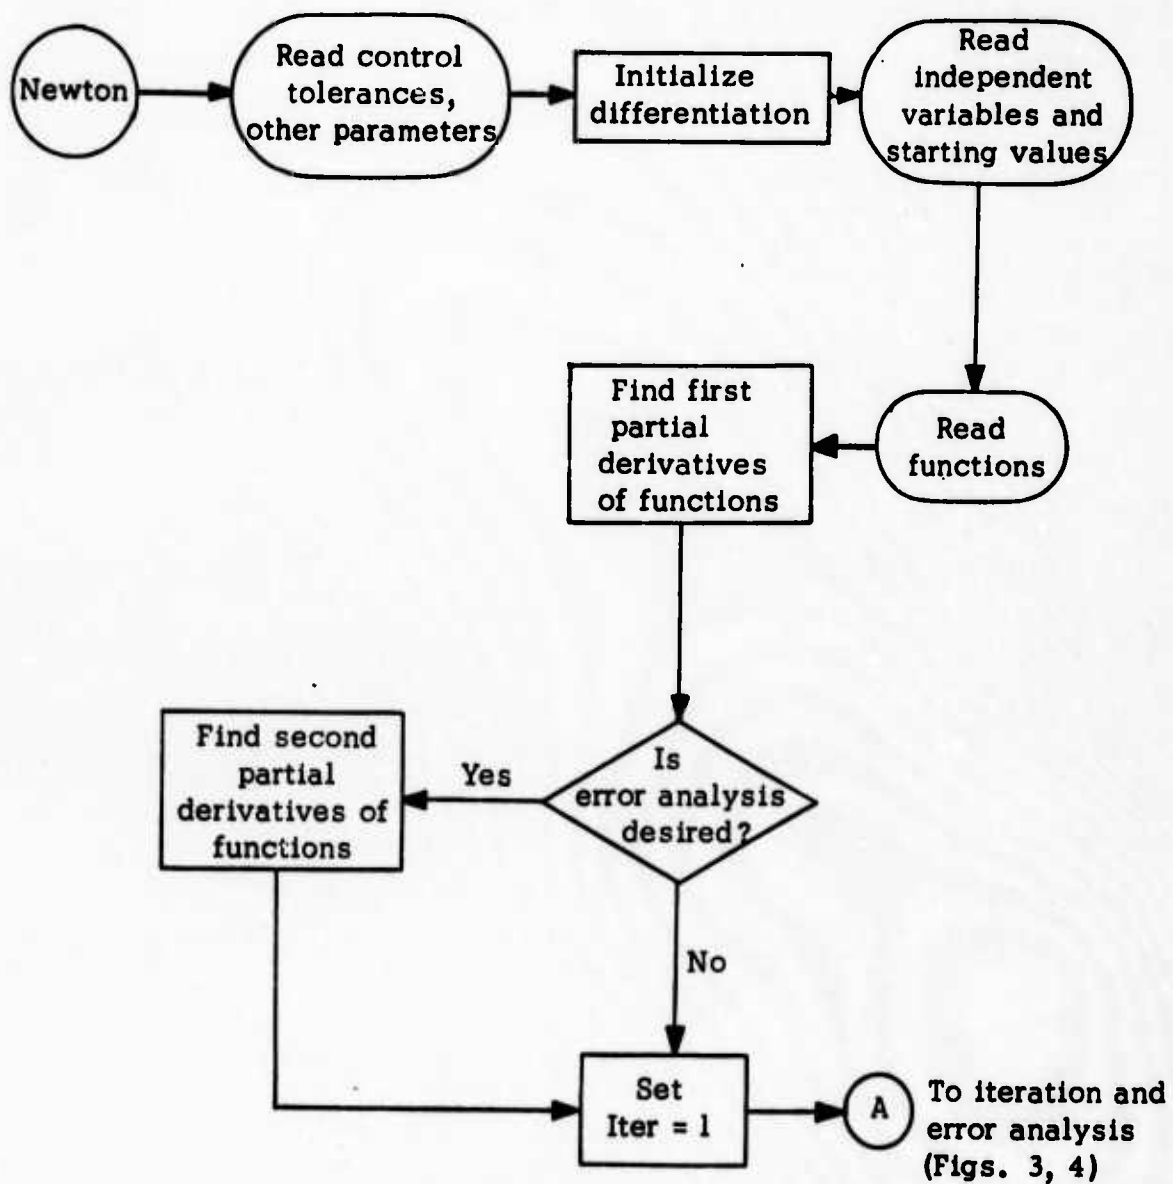 Newton
Read control
tolerances,
other parameters
Initialize
differentiation
Read
independent
variables and
starting values
Read
functions
Find first
partial
derivatives
of functions
Is
error analysis
desired?
Yes
Find second
partial
derivatives of
functions
No
Set
Iter = 1
A
To iteration and
error analysis
(Figs. 3, 4)